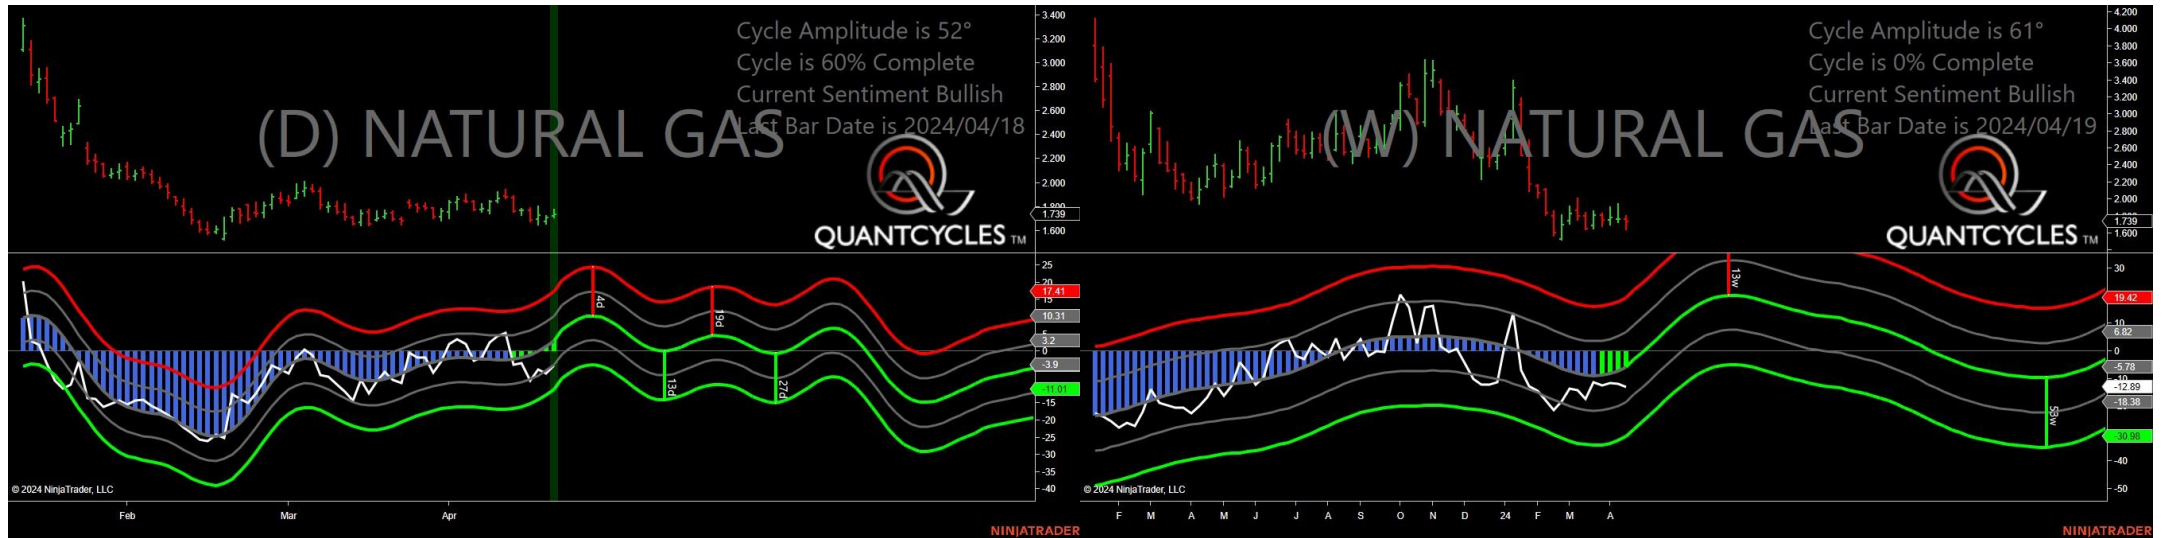 Cycle Amplitude is 52°
Cycle is 60% Complete
Current Sentiment Bullish
Last Bar Date is 2024/04/18
(D) NATURAL GAS
QUANTCYCLES TM
3.400
3.200
3.000
2.800
2.600
2.400
2.200
2.000
1.800
1.739
1.600
25
20
17.41
15
10.31
5
3.2
0
-3.9
-11.01
-15
-20
-25
-30
-35
-40
4d
13d
19d
27d
© 2024 NinjaTrader, LLC
Feb Mar Apr
NINJATRADER
Cycle Amplitude is 61°
Cycle is 0% Complete
Current Sentiment Bullish
Last Bar Date is 2024/04/19
(W) NATURAL GAS
QUANTCYCLES TM
4.200
4.000
3.800
3.600
3.400
3.200
3.000
2.800
2.600
2.400
2.200
2.000
1.739
1.600
30
19.42
10
6.82
0
-5.78
-10
-12.89
-18.38
-30.98
-40
-50
13w
53w
© 2024 NinjaTrader, LLC
F M A M J J A S O N D 24 F M A
NINJATRADER